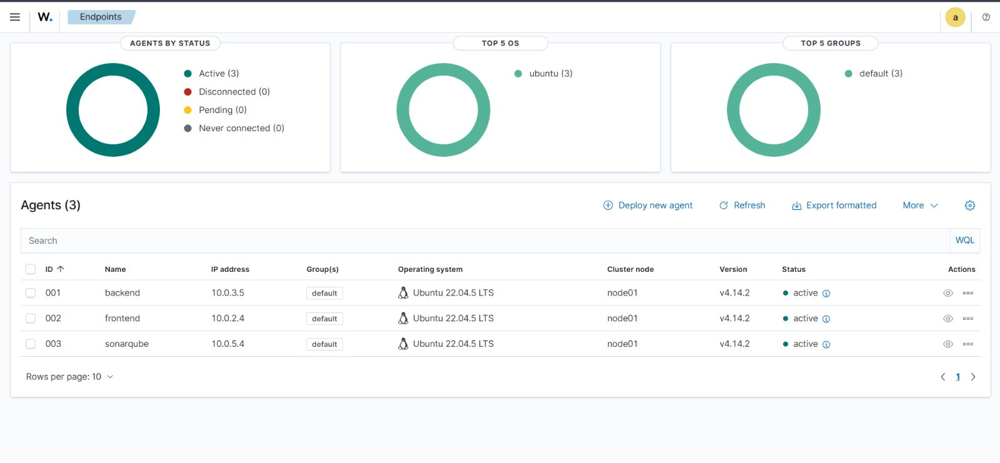 W. Endpoints a
AGENTS BY STATUS
Active (3)
Disconnected (0)
Pending (0)
Never connected (0)
TOP 5 OS
ubuntu (3)
TOP 5 GROUPS
default (3)
Agents (3) Deploy new agent Refresh Export formatted More
Search WQL
ID Name IP address Group(s) Operating system Cluster node Version Status Actions
001 backend 10.0.3.5 default Ubuntu 22.04.5 LTS node01 v4.14.2 active
002 frontend 10.0.2.4 default Ubuntu 22.04.5 LTS node01 v4.14.2 active
003 sonarqube 10.0.5.4 default Ubuntu 22.04.5 LTS node01 v4.14.2 active
Rows per page: 10 1